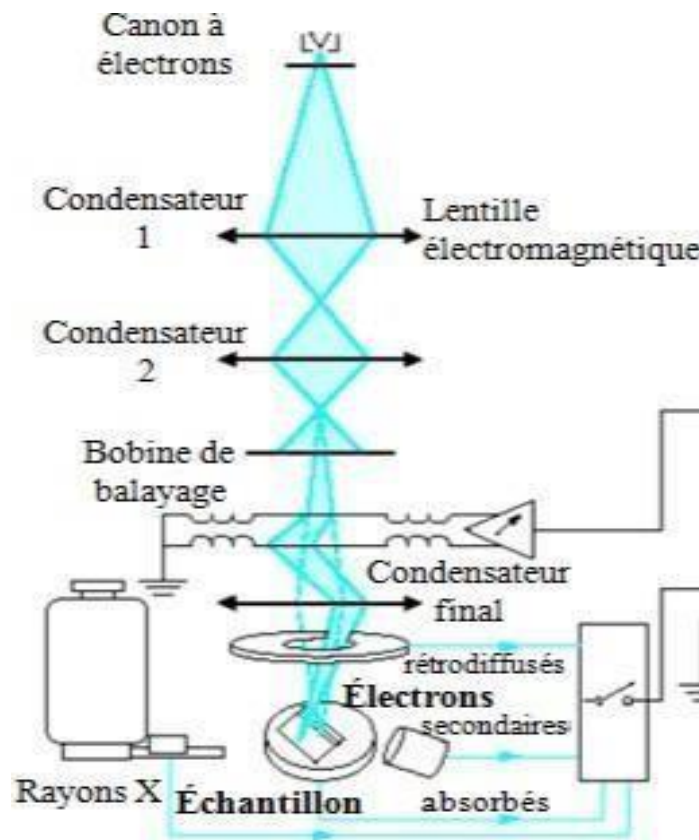 Canon à
électrons
Condensateur
1
Lentille
électromagnétique
Condensateur
2
Bobine de
balayage
Condensateur
final
rétrodiffusés
Électrons
secondaires
Rayons X
Échantillon
absorbés